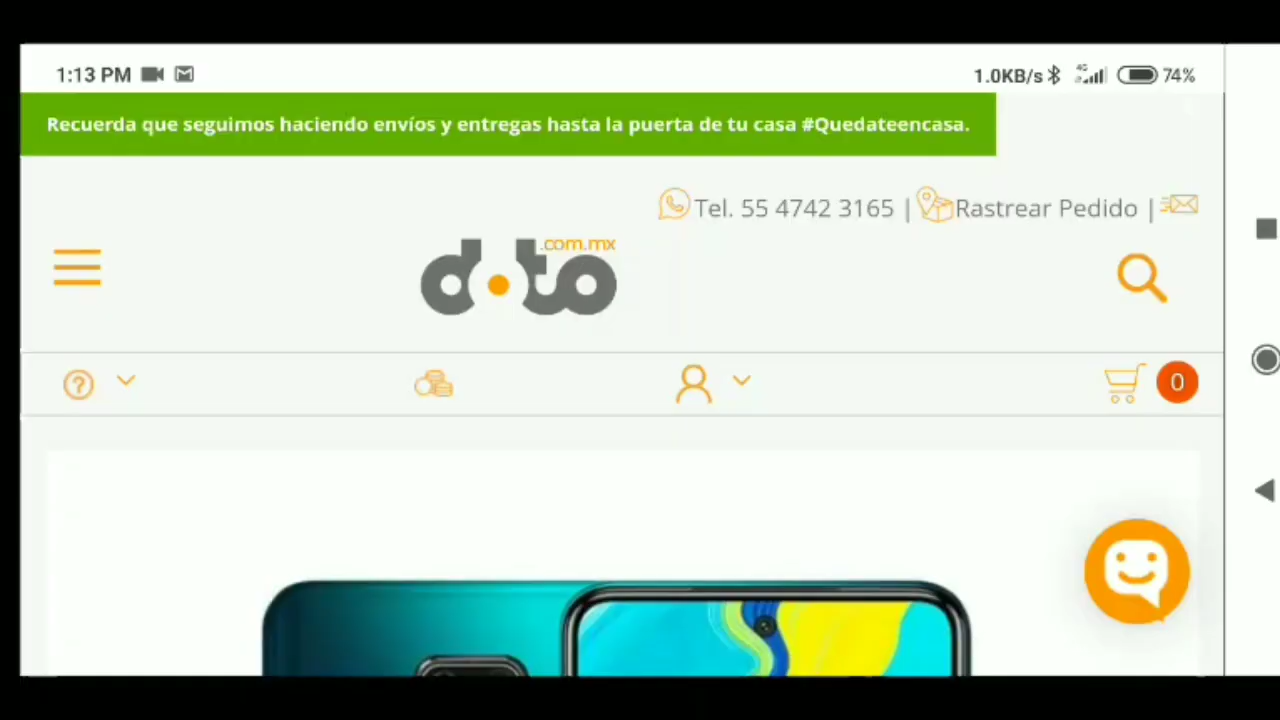 1:13 PM
1.0KB/s
4G
74%
Recuerda que seguimos haciendo envíos y entregas hasta la puerta de tu casa #Quedateencasa.
Tel. 55 4742 3165 | Rastrear Pedido |
doto.com.mx
0